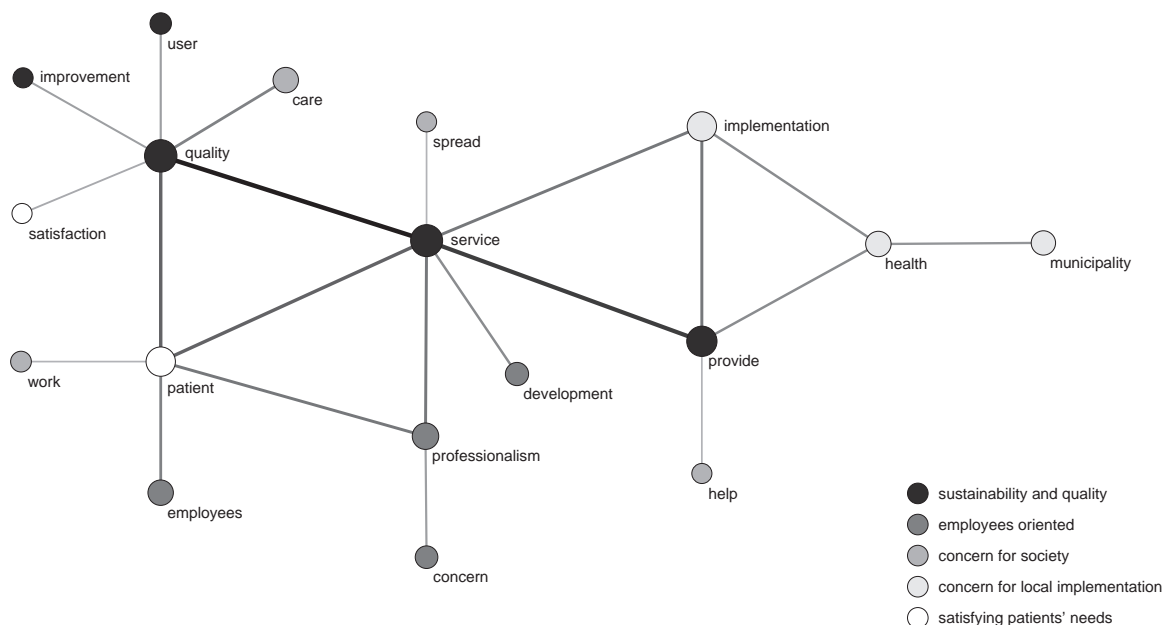 user
improvement
care
spread
implementation
quality
satisfaction
service
health
municipality
provide
work
patient
development
professionalism
help
employees
concern
sustainability and quality
employees oriented
concern for society
concern for local implementation
satisfying patients' needs